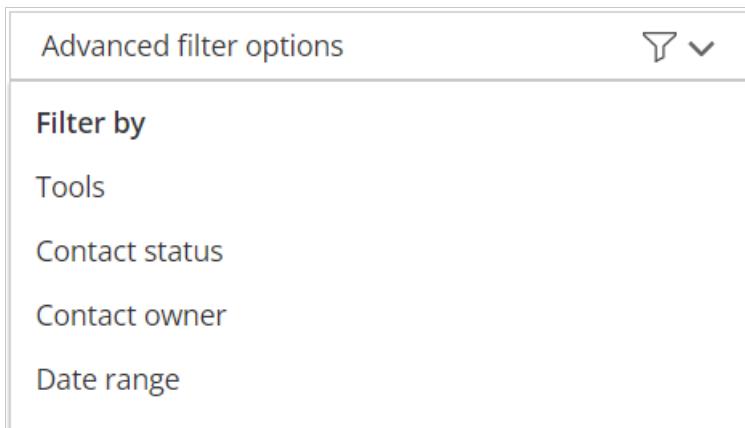 Advanced filter options
Filter by
Tools
Contact status
Contact owner
Date range